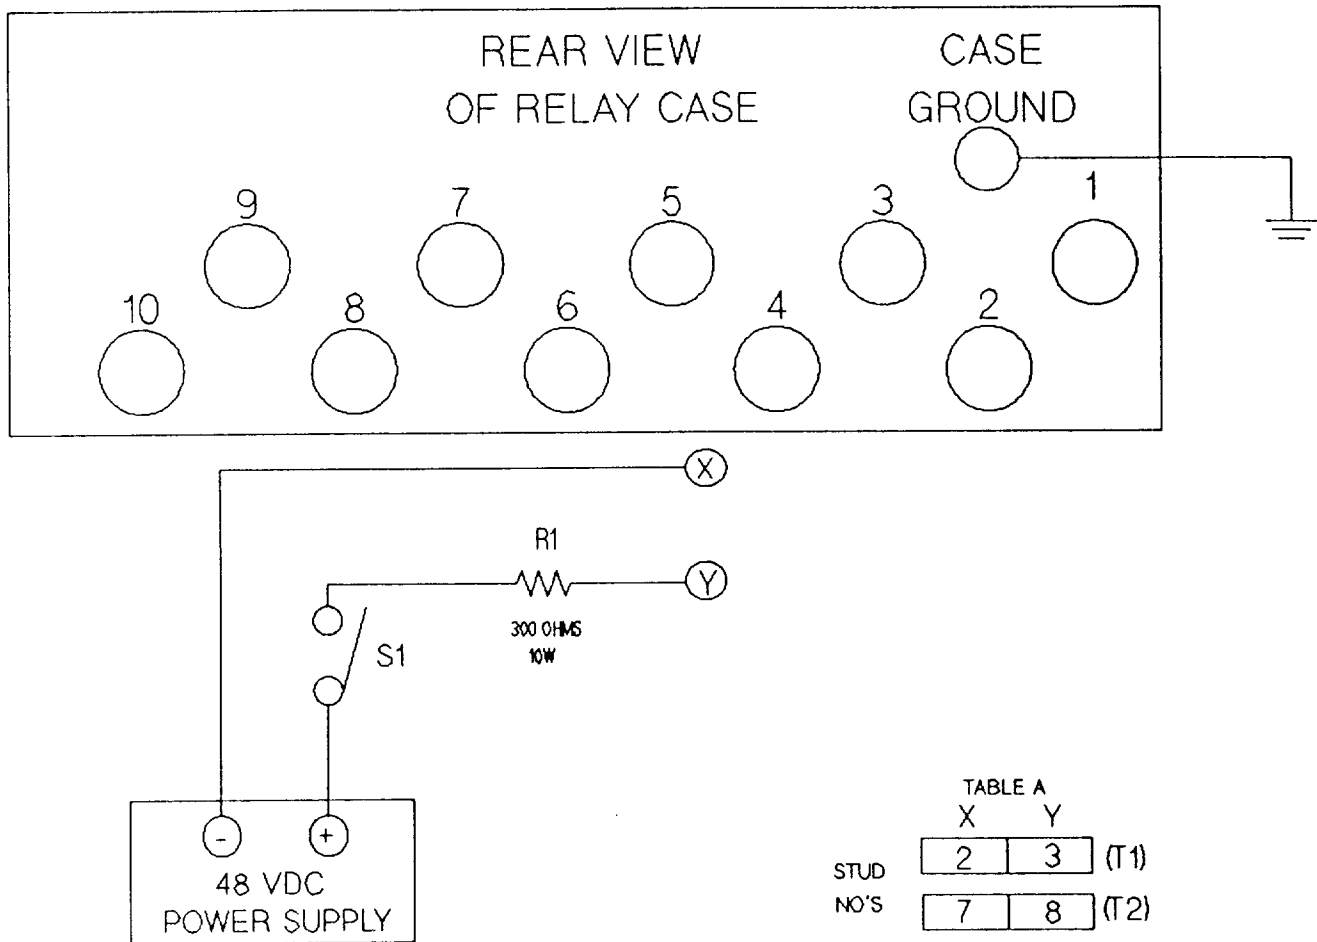 REAR VIEW
OF RELAY CASE
CASE
GROUND
9
7
5
3
1
10
8
6
4
2
X
R1
Y
300 OHMS
10W
S1
-
+
48 VDC
POWER SUPPLY
TABLE A
X Y
STUD
NO'S
2 3 (T1)
7 8 (T2)